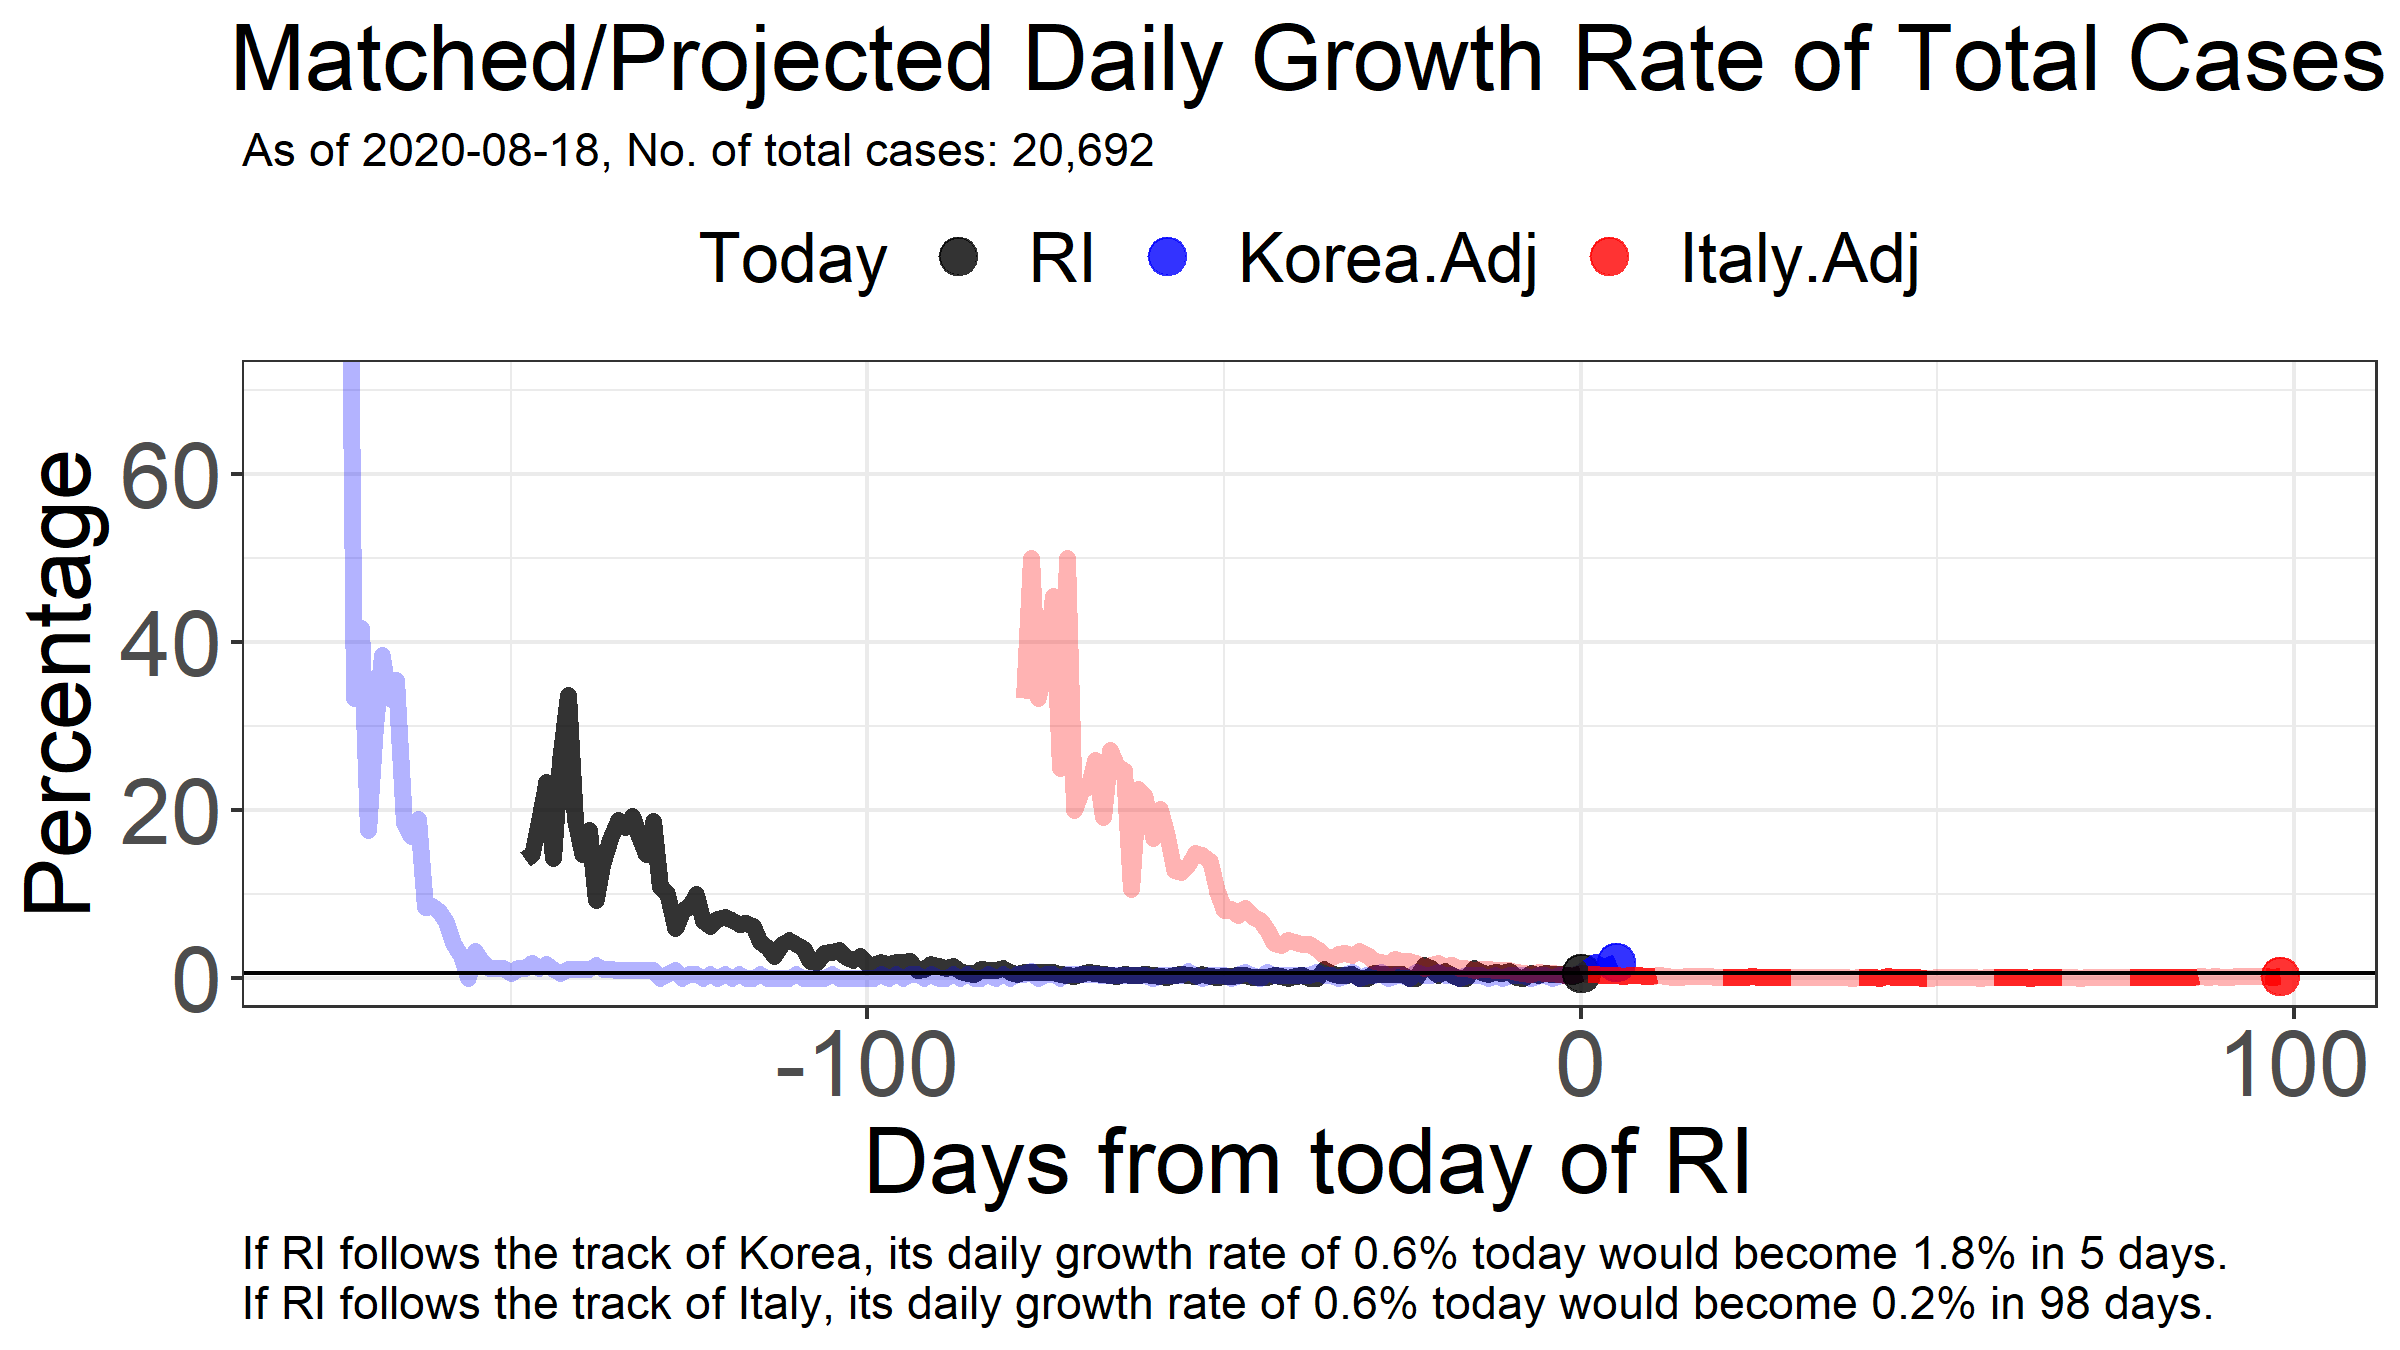 Matched/Projected Daily Growth Rate of Total Cases
As of 2020-08-18, No. of total cases: 20,692
Today RI Korea.Adj Italy.Adj
Percentage
60
40
20
0
-100 0 100
Days from today of RI
If RI follows the track of Korea, its daily growth rate of 0.6% today would become 1.8% in 5 days.
If RI follows the track of Italy, its daily growth rate of 0.6% today would become 0.2% in 98 days.